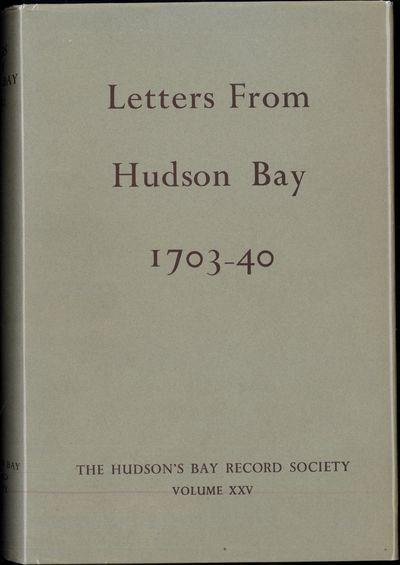 Letters From
Hudson Bay
1703-40
THE HUDSON'S BAY RECORD SOCIETY
VOLUME XXV